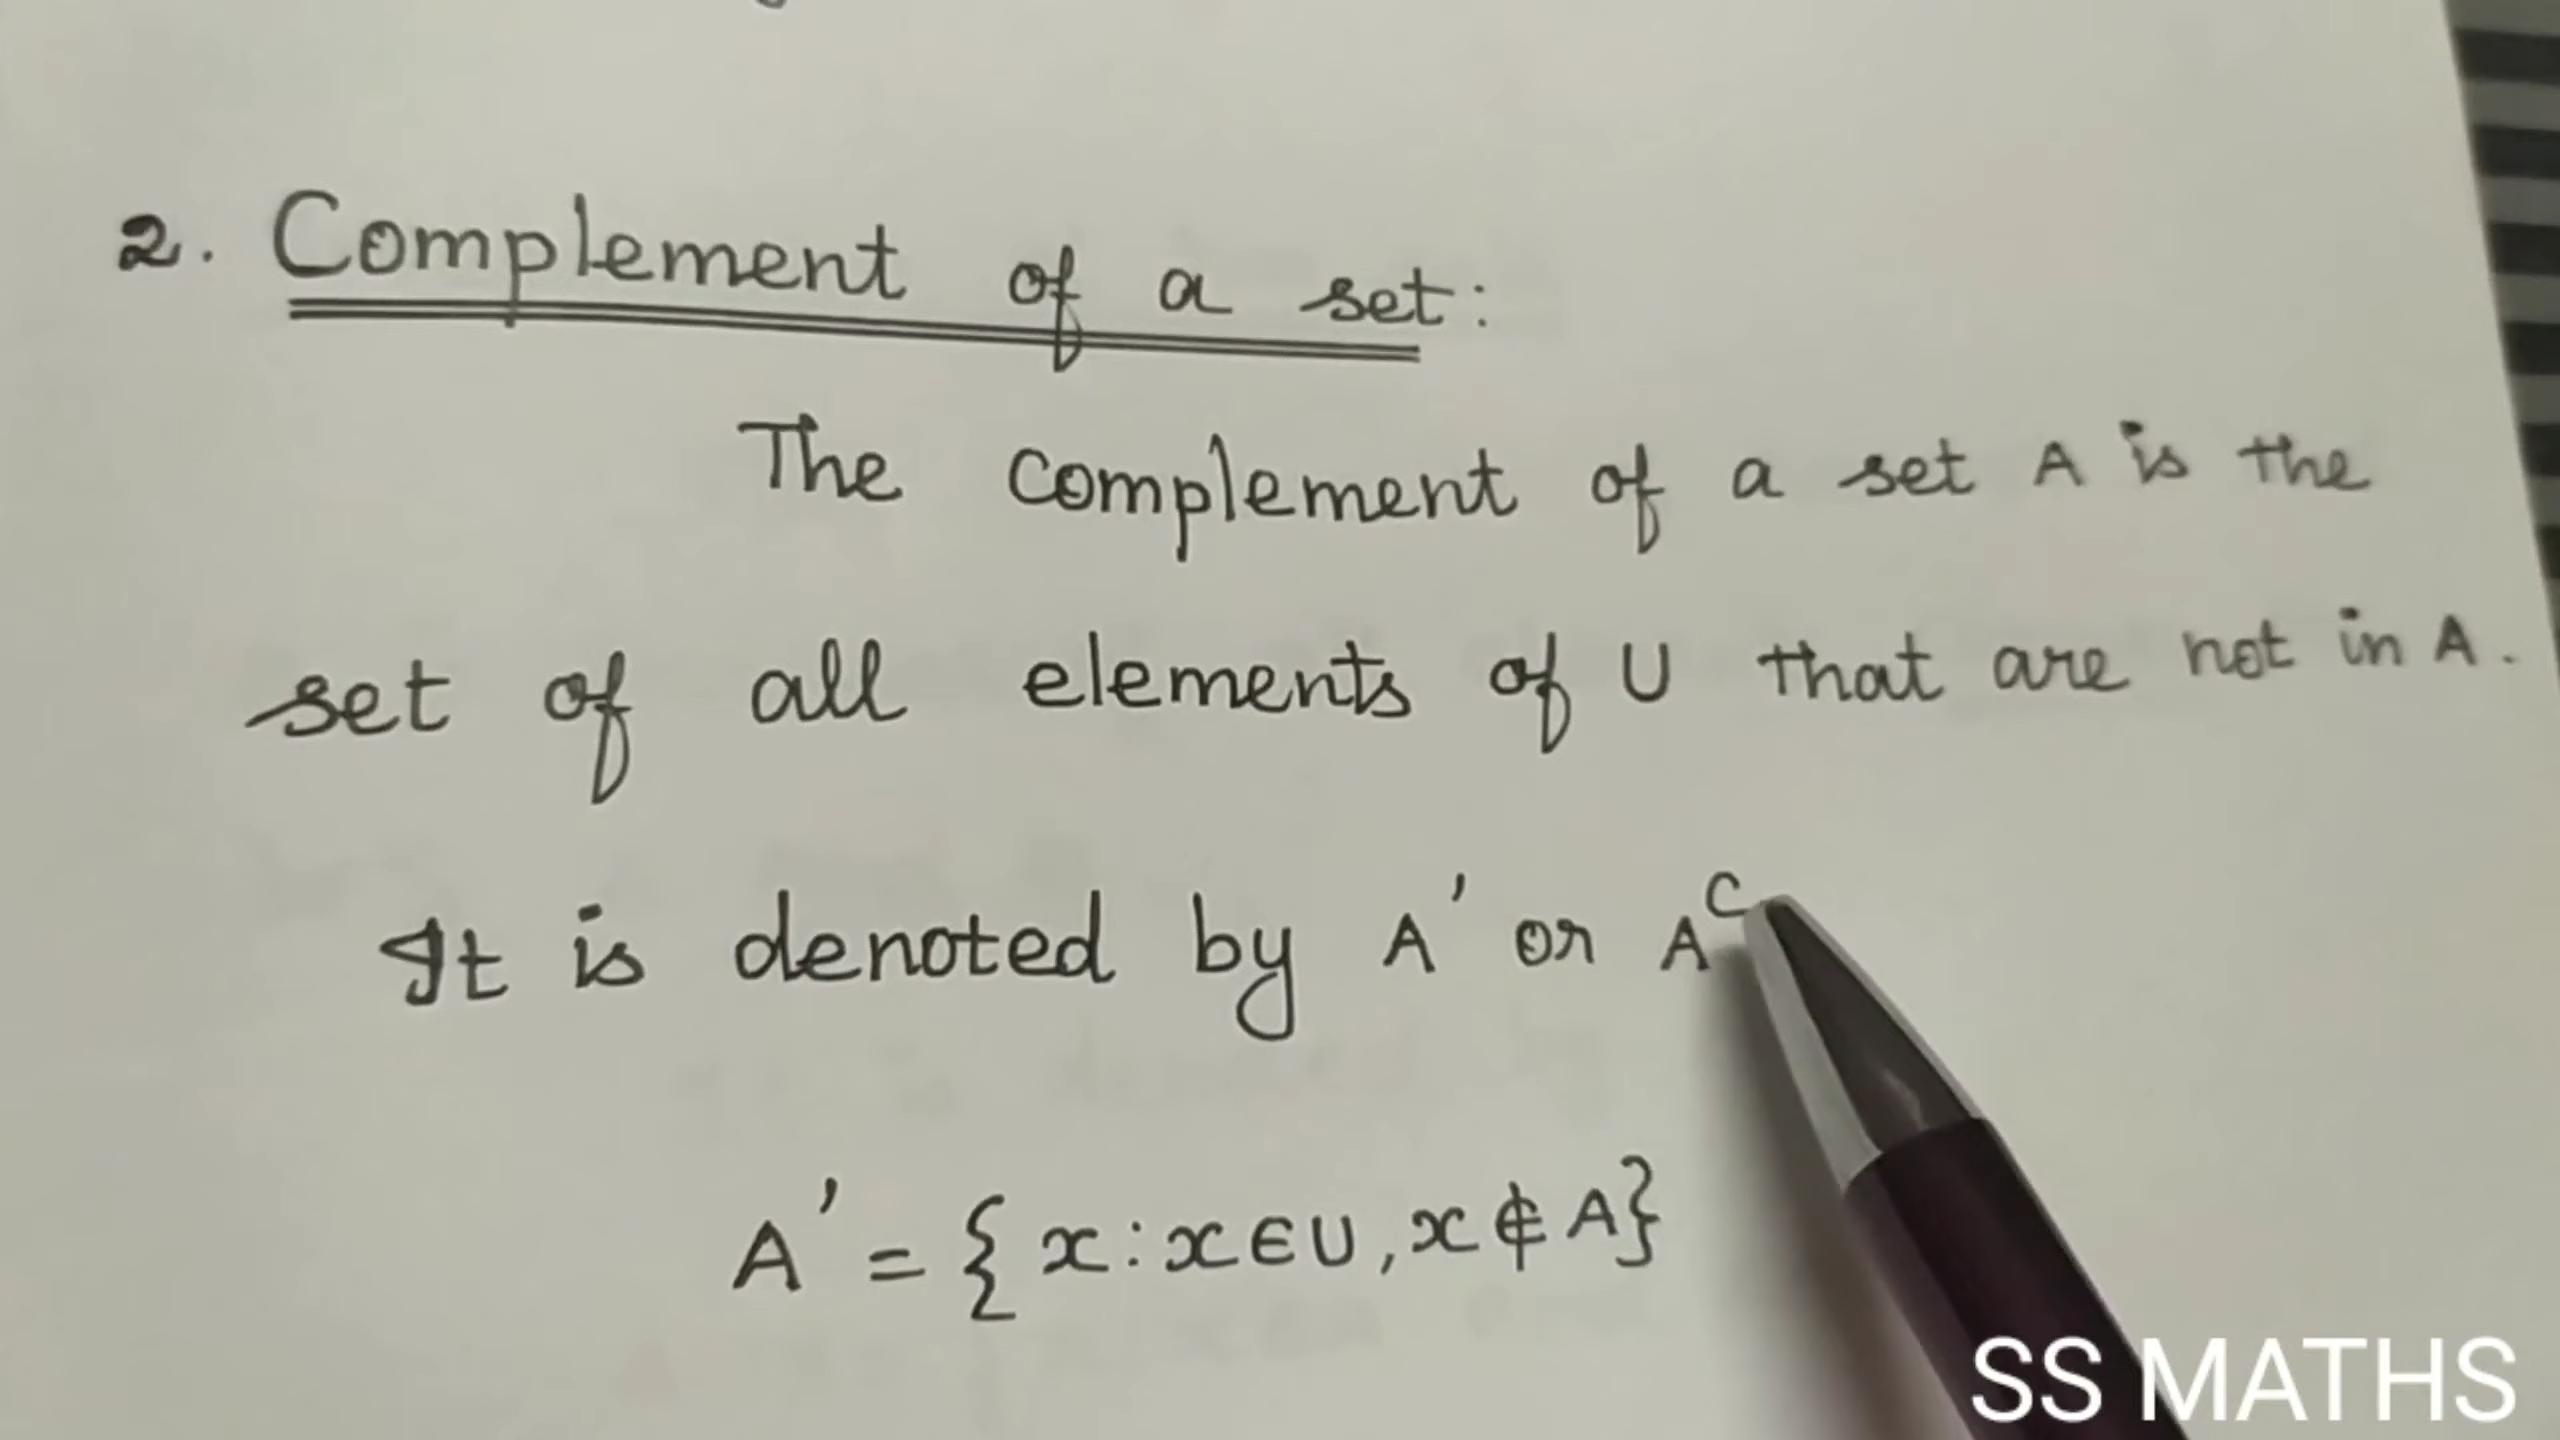 2. Complement of a set:
The complement of a set A is the
set of all elements of U that are not in A.
It is denoted by A' or Aᶜ
A' = { x : x ∈ U , x ∉ A }
SS MATHS